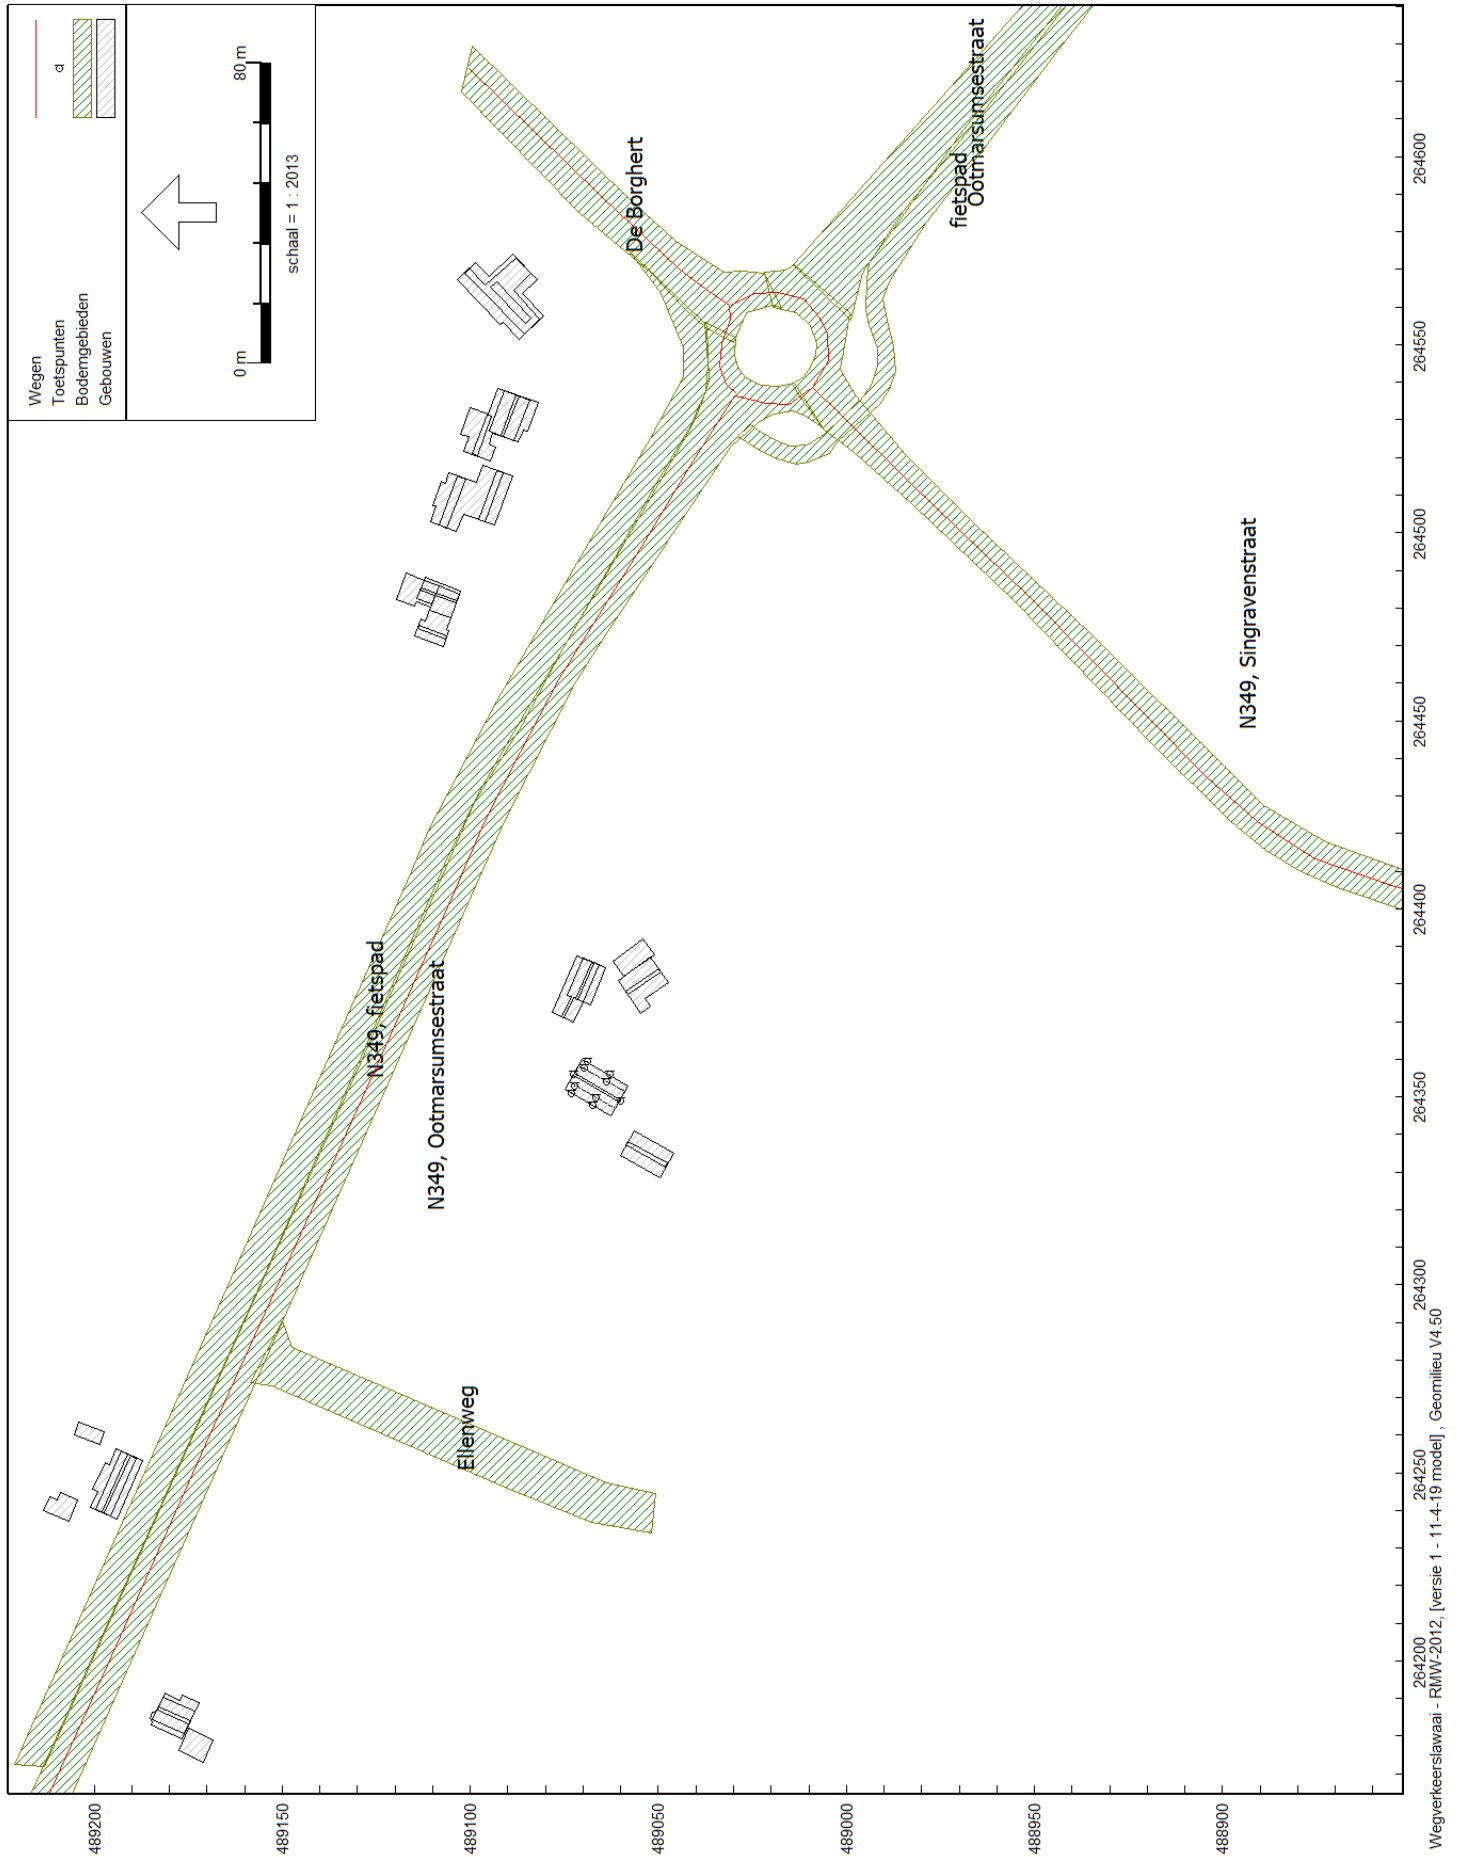 Wegen
Toetspunten
Bodemgebieden
Gebouwen
0 m
80 m
schaal = 1 : 2013
De Borghert
fietspad
Ootmarsumsestraat
N349, Singravenstraat
N349, fietspad
N349, Ootmarsumsestraat
Ellenweg
489200
489150
489100
489050
489000
488950
488900
264200
264250
264300
264350
264400
264450
264500
264550
264600
Wegverkeerslawaai - RMW-2012, [versie 1 - 11-4-19 model] , Geomilieu V4.50